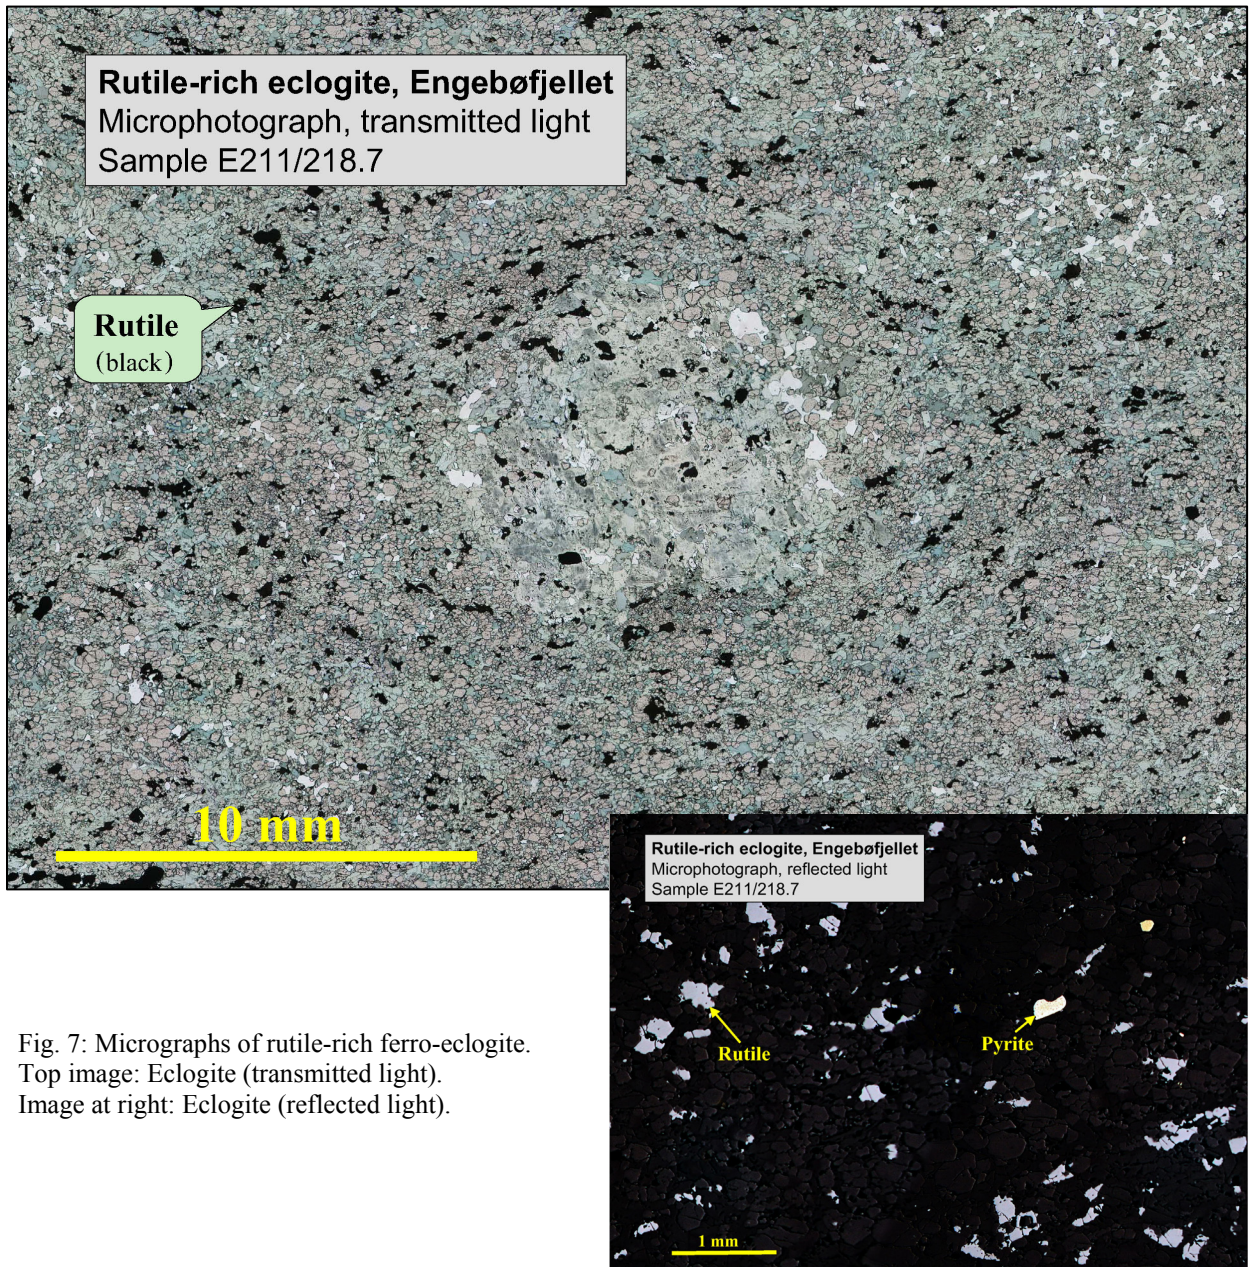 Rutile-rich eclogite, Engebøfjellet
Microphotograph, transmitted light
Sample E211/218.7
Rutile
(black)
10 mm
Rutile-rich eclogite, Engebøfjellet
Microphotograph, reflected light
Sample E211/218.7
Rutile
Pyrite
1 mm
Fig. 7: Micrographs of rutile-rich ferro-eclogite.
Top image: Eclogite (transmitted light).
Image at right: Eclogite (reflected light).